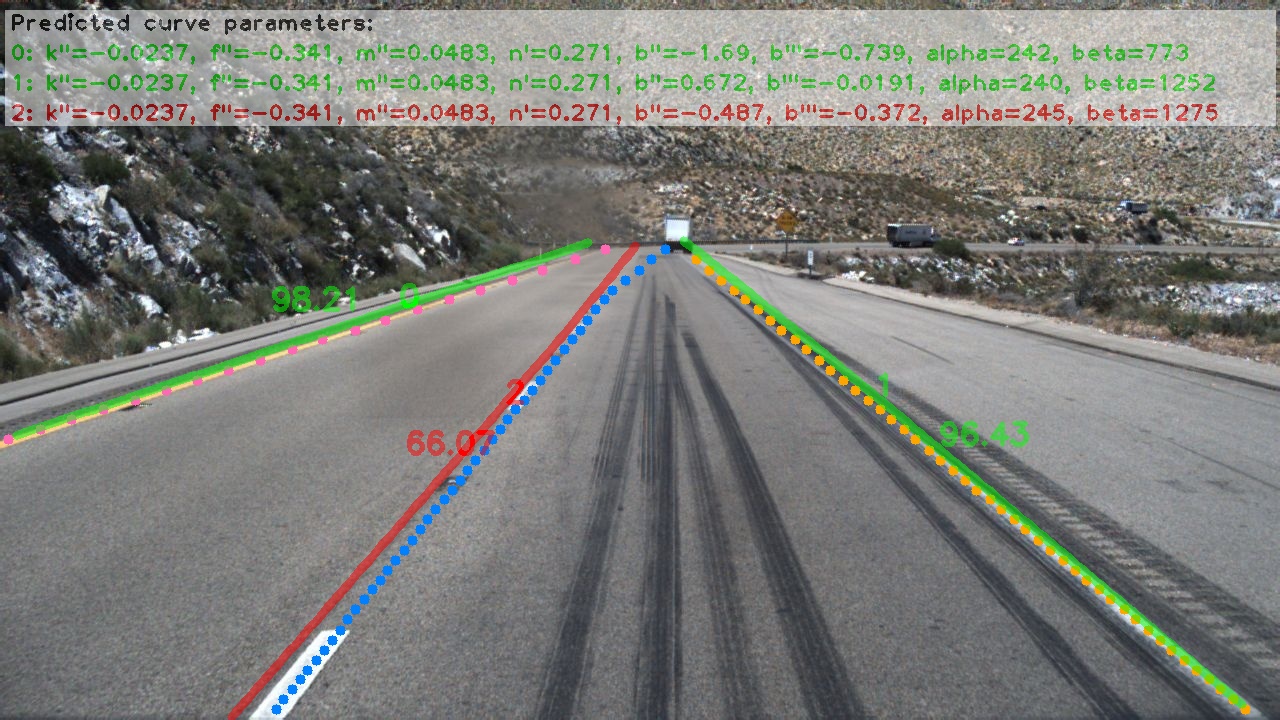 Predicted curve parameters:
0: k''=-0.0237, f''=-0.341, m''=0.0483, n'=0.271, b''=-1.69, b'''=-0.739, alpha=242, beta=773
1: k''=-0.0237, f''=-0.341, m''=0.0483, n'=0.271, b''=0.672, b'''=-0.0191, alpha=240, beta=1252
2: k''=-0.0237, f''=-0.341, m''=0.0483, n'=0.271, b''=-0.487, b'''=-0.372, alpha=245, beta=1275
98.21 0
2 1
66.07 96.43